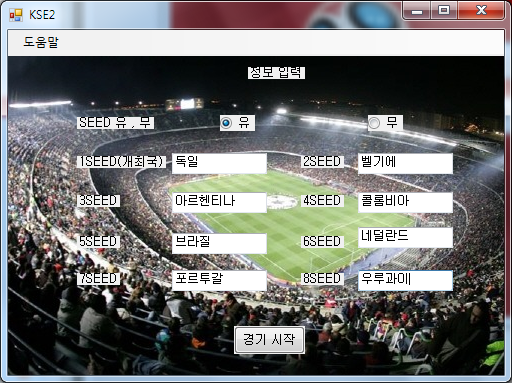 KSE2
도움말
정보 입력
SEED 유 , 무 유 무
1SEED(개최국) 독일 2SEED 벨기에
3SEED 아르헨티나 4SEED 콜롬비아
5SEED 브라질 6SEED 네덜란드
7SEED 포르투갈 8SEED 우루과이
경기 시작